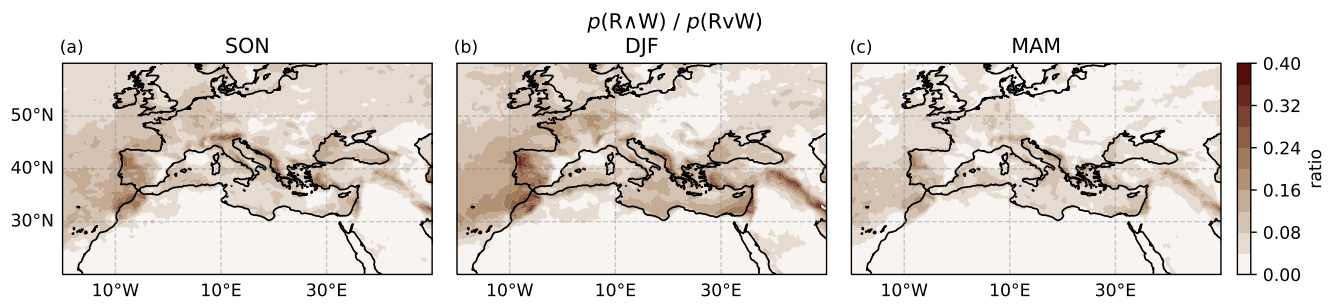 p(R∧W) / p(R∨W)
(a) SON (b) DJF (c) MAM
50°N
40°N
30°N
10°W 10°E 30°E 10°W 10°E 30°E 10°W 10°E 30°E
0.40
0.32
0.24
0.16
0.08
0.00
ratio